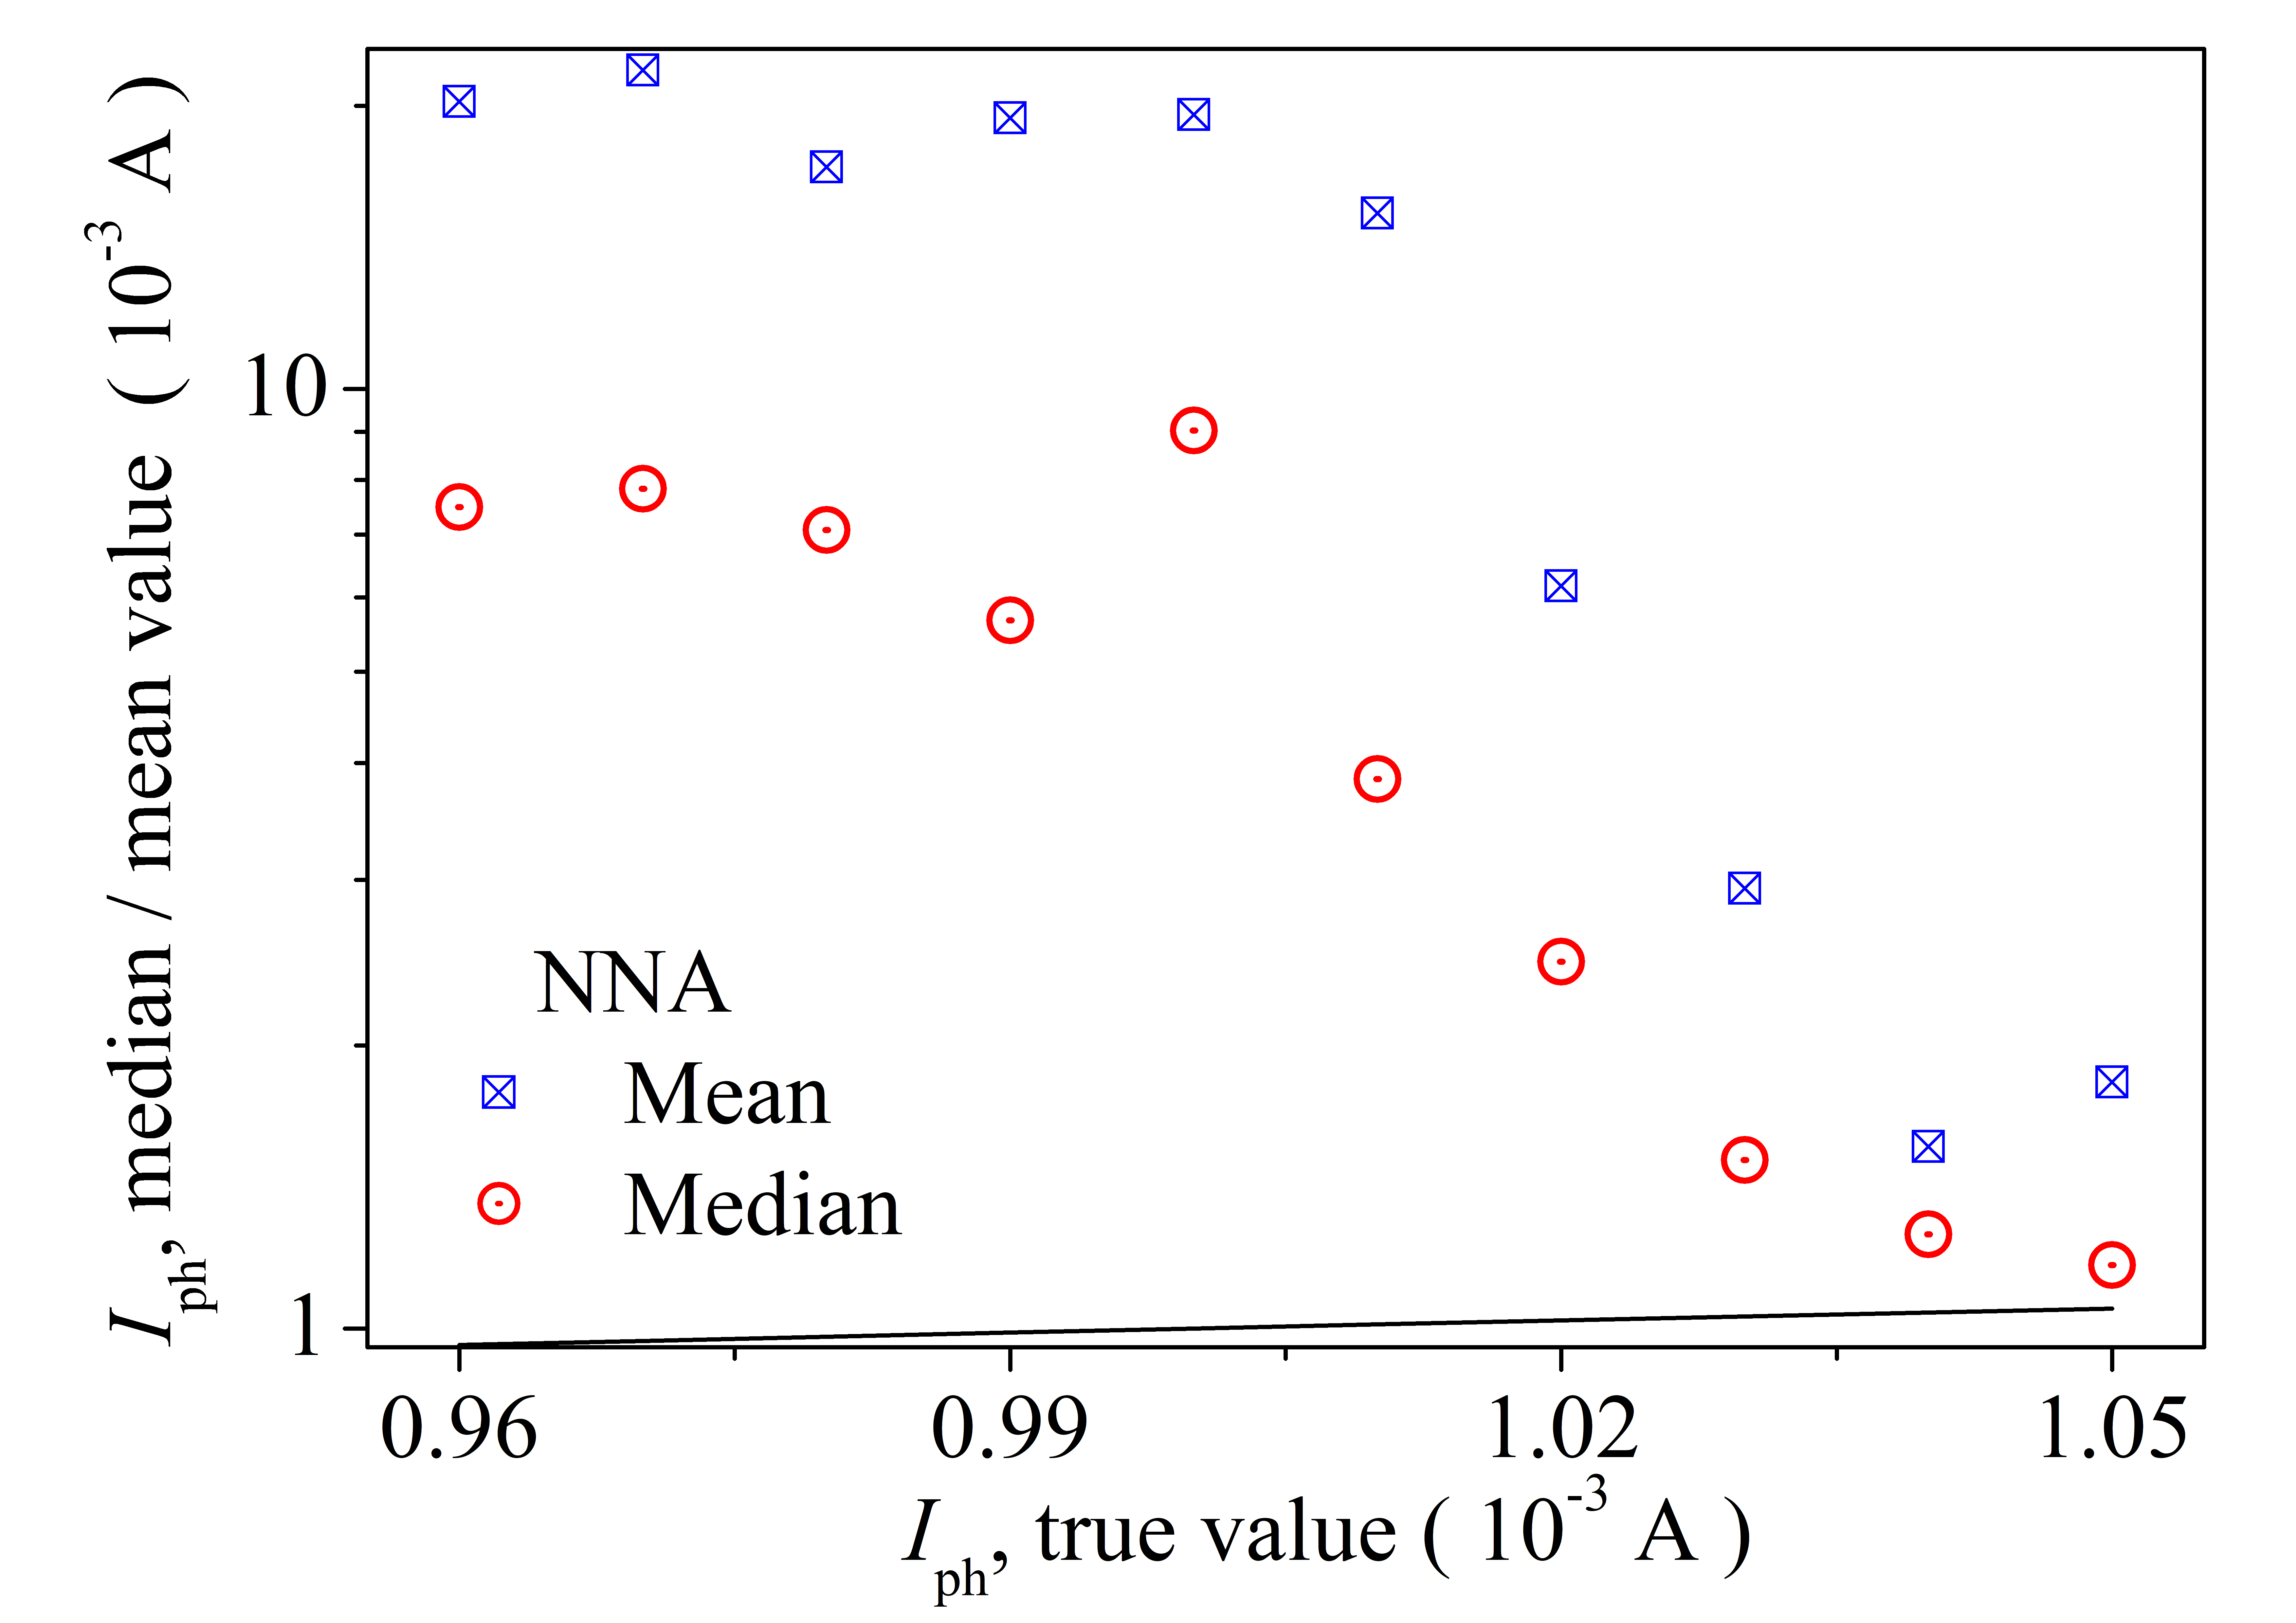 I_ph, median / mean value ( 10^-3 A )
10
1
NNA
Mean
Median
0.96 0.99 1.02 1.05
I_ph, true value ( 10^-3 A )